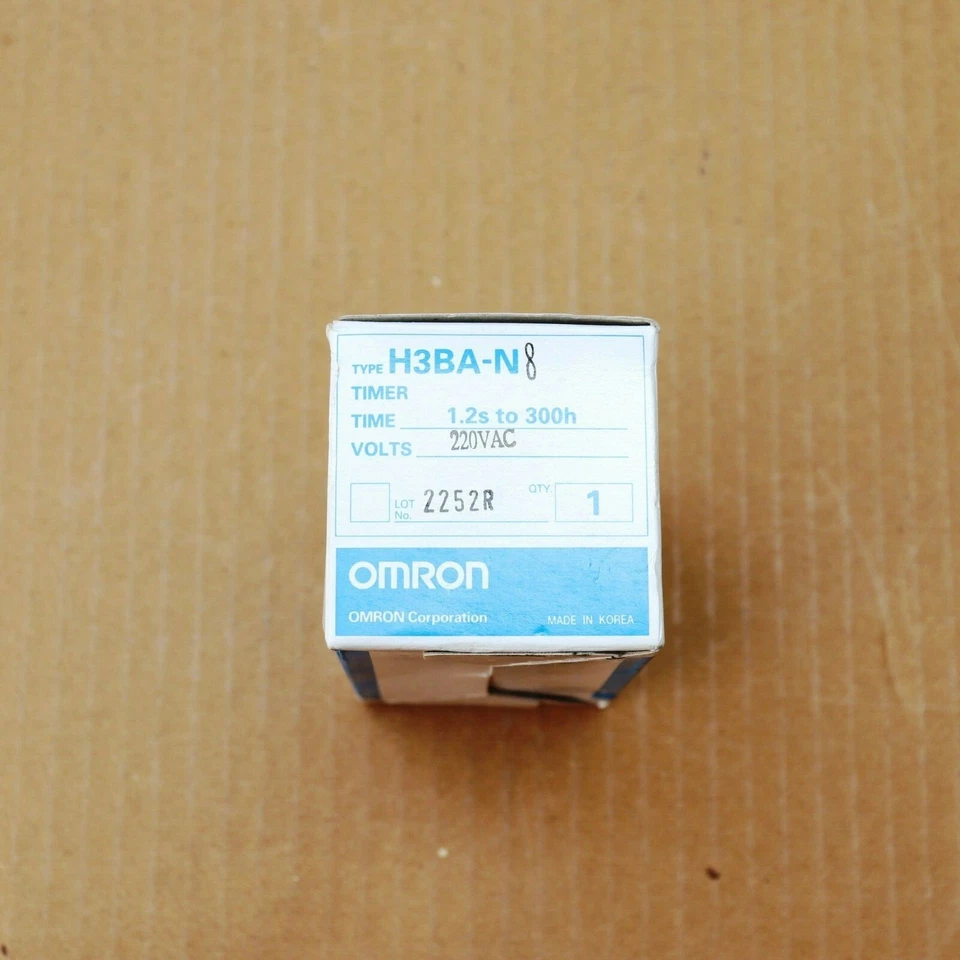 TYPE H3BA-N8
TIMER
TIME 1.2s to 300h
VOLTS 220VAC
LOT No. 2252R QTY. 1
OMRON
OMRON Corporation MADE IN KOREA